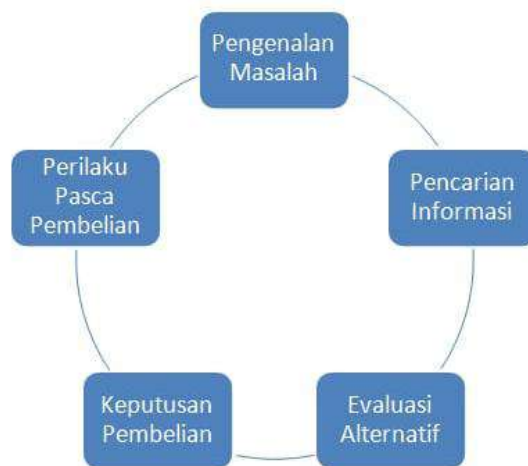 Pengenalan
Masalah
Pencarian
Informasi
Evaluasi
Alternatif
Keputusan
Pembelian
Perilaku
Pasca
Pembelian